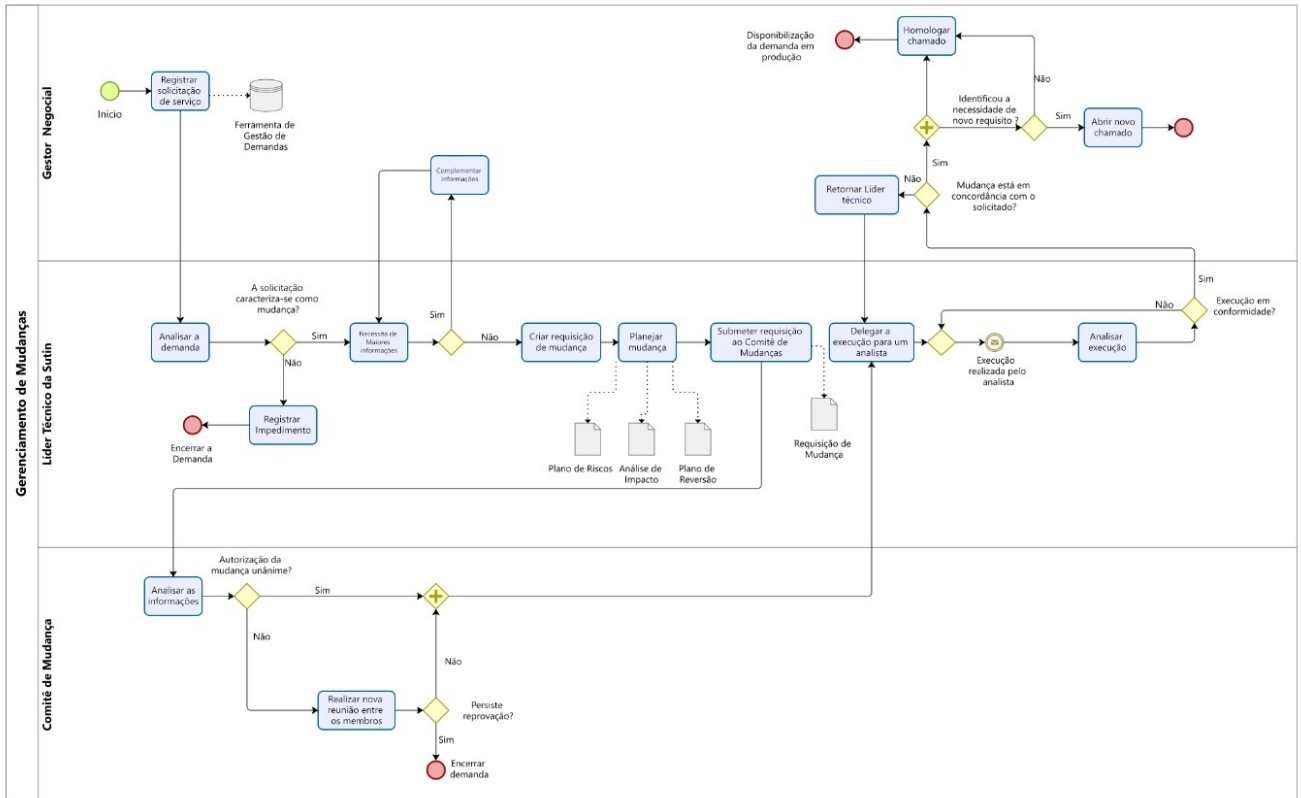 Gerenciamento de Mudanças
Gestor Negocial
Início
Registrar
solicitação
de serviço
Ferramenta de
Gestão de
Demandas
Complementar
Informações
Disponibilização
da demanda em
produção
Homologar
chamado
Não
Identificou a
necessidade de
novo requisito ?
Sim
Abrir novo
chamado
Sim
Não
Retornar Lider
técnico
Mudança está em
concordância com o
solicitado?
Líder Técnico da Sutin
A solicitação
caracteriza-se como
mudança?
Analisar a
demanda
Sim
Não
Registrar
Impedimento
Encerrar a
Demanda
Necessita de
Maiores
informações
Sim
Não
Criar requisição
de mudança
Planejar
mudança
Submeter requisição
ao Comitê de
Mudanças
Plano de Riscos
Análise de
Impacto
Plano de
Reversão
Requisição de
Mudança
Delegar a
execução para um
analista
Execução
realizada pelo
analista
Analisar
execução
Não
Sim
Execução em
conformidade?
Comitê de Mudança
Autorização da
mudança unânime?
Analisar as
informações
Sim
Não
Realizar nova
reunião entre
os membros
Não
Persiste
reprovação?
Sim
Encerrar
demanda